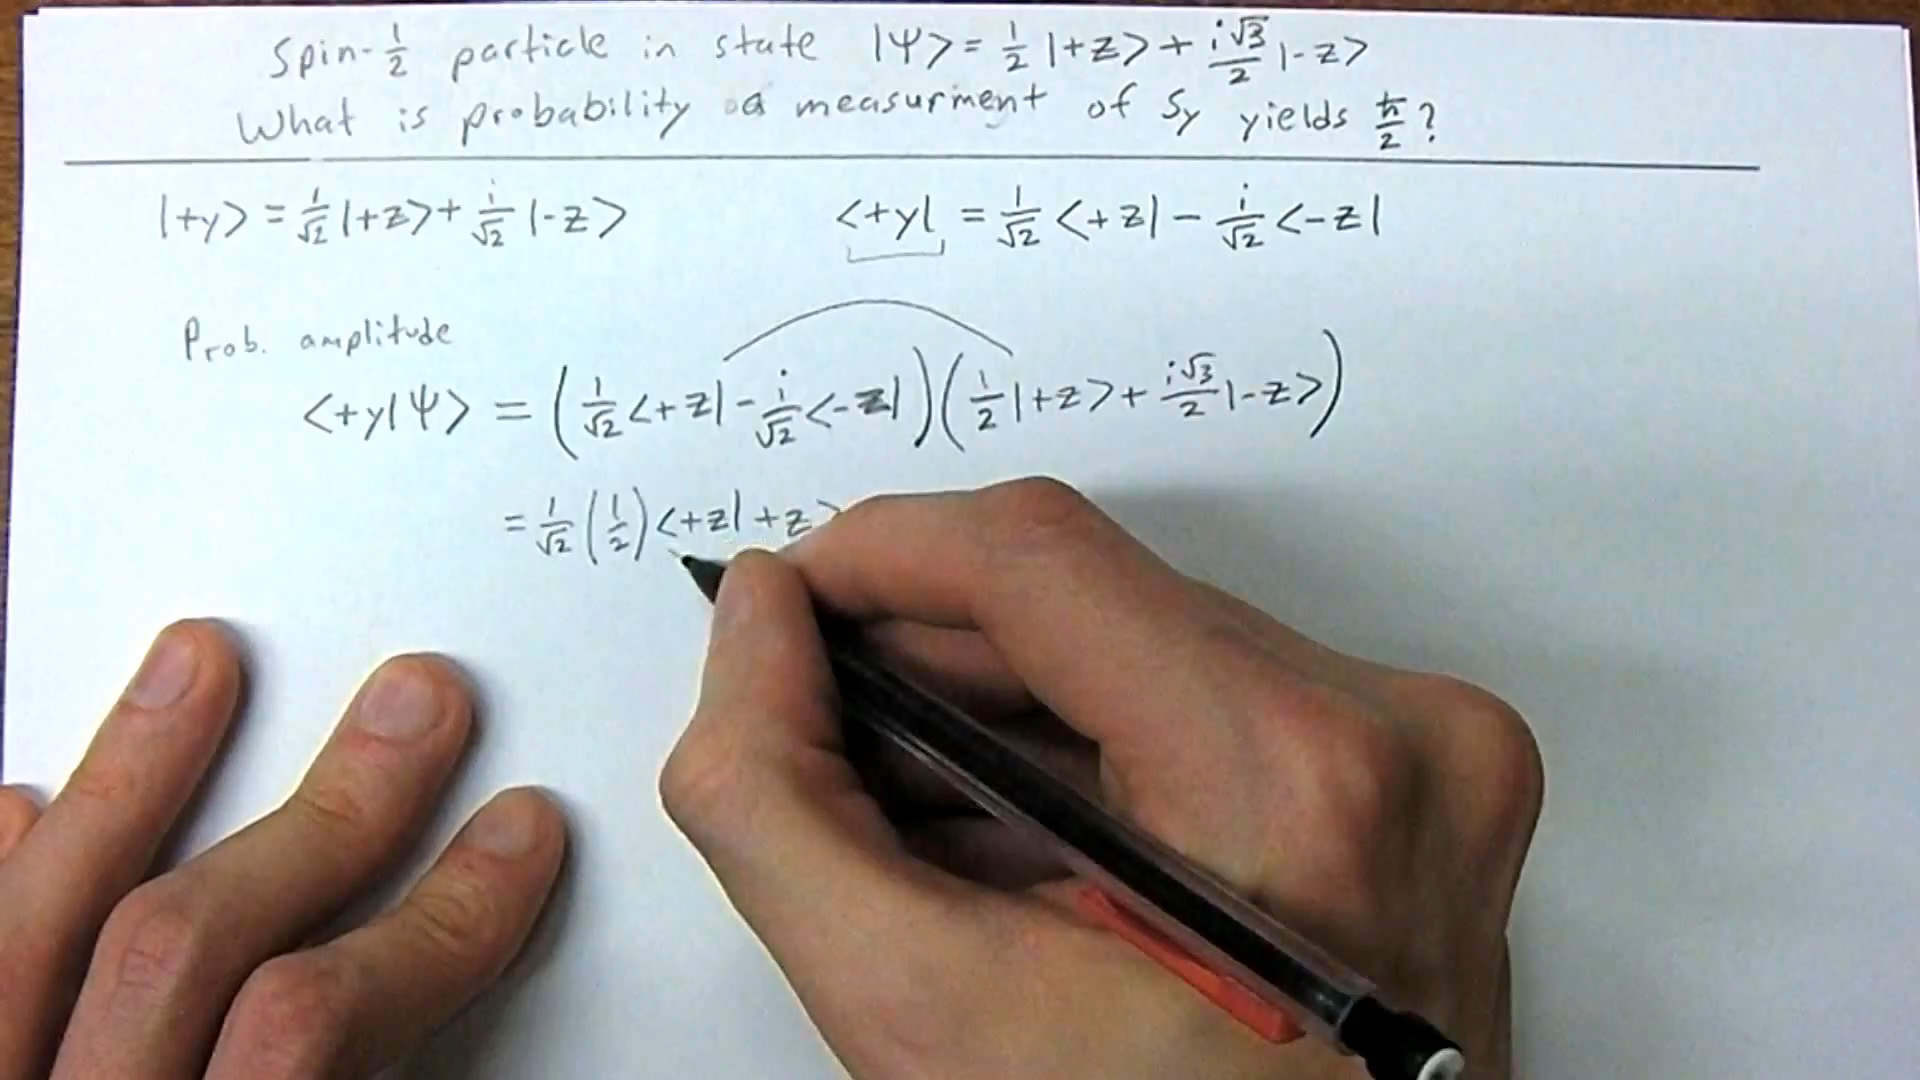 Spin-½ particle in state |Ψ> = 1/2 |+z> + i√3/2 |-z>
What is probability a measurment of Sy yields ħ/2?
|+y> = 1/√2 |+z> + i/√2 |-z>
<+y| = 1/√2 <+z| - i/√2 <-z|
Prob. amplitude
<+y|Ψ> = (1/√2 <+z| - i/√2 <-z|)(1/2 |+z> + i√3/2 |-z>)
= 1/√2 (1/2) <+z|+z>